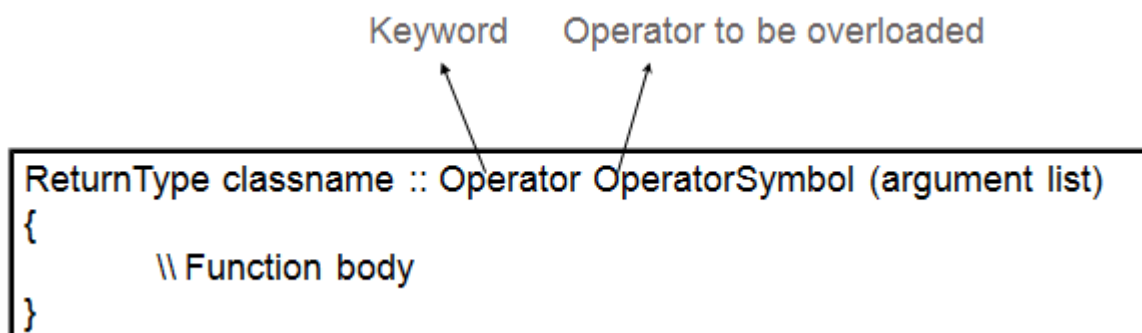 Keyword Operator to be overloaded
ReturnType classname :: Operator OperatorSymbol (argument list)
{
\\ Function body
}